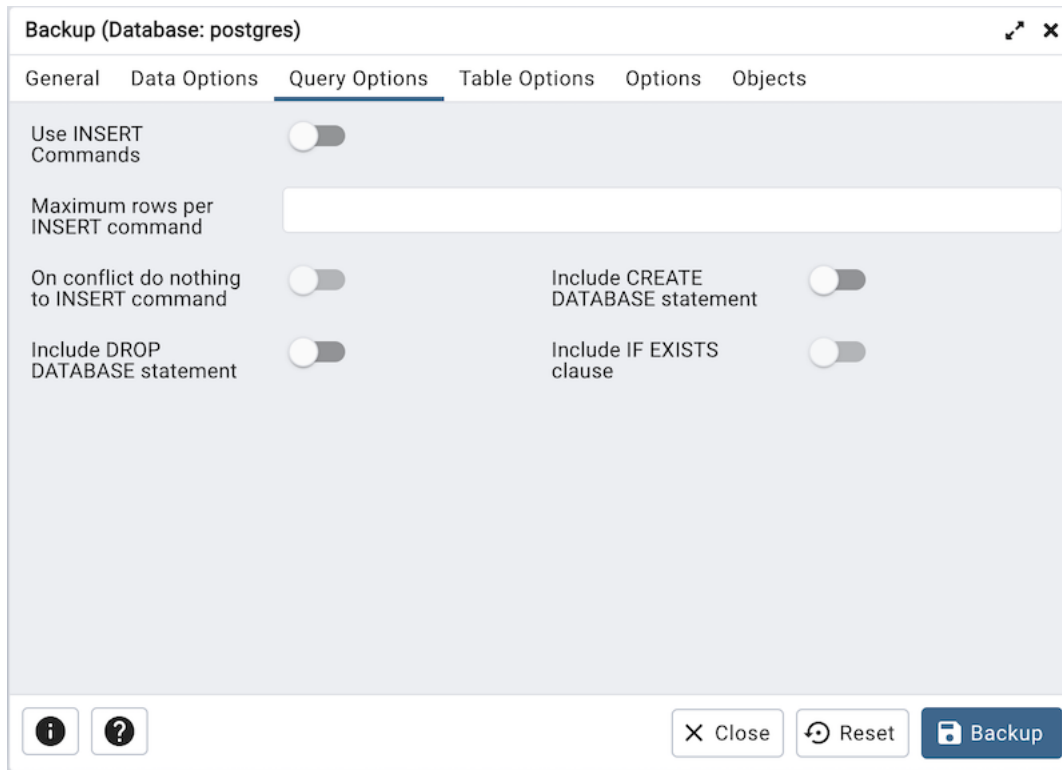 Backup (Database: postgres)
General Data Options Query Options Table Options Options Objects
Use INSERT
Commands
Maximum rows per
INSERT command
On conflict do nothing
to INSERT command
Include CREATE
DATABASE statement
Include DROP
DATABASE statement
Include IF EXISTS
clause
Close Reset Backup